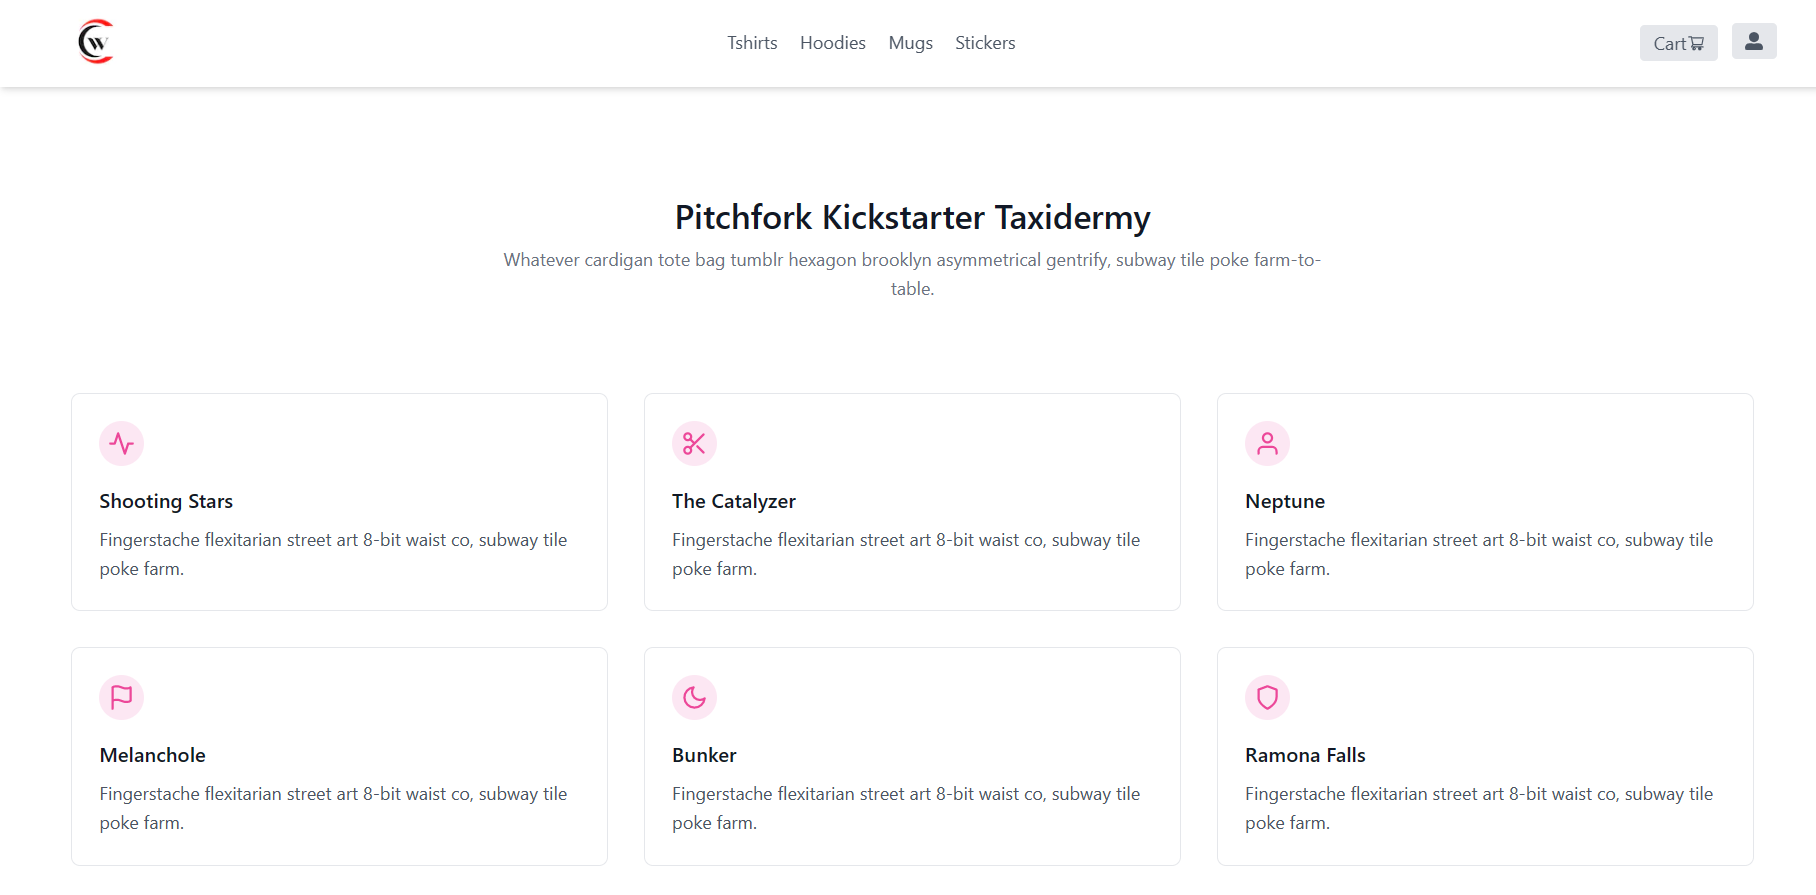 W
Tshirts Hoodies Mugs Stickers
Cart
Pitchfork Kickstarter Taxidermy
Whatever cardigan tote bag tumblr hexagon brooklyn asymmetrical gentrify, subway tile poke farm-to-
table.
Shooting Stars
Fingerstache flexitarian street art 8-bit waist co, subway tile
poke farm.
The Catalyzer
Fingerstache flexitarian street art 8-bit waist co, subway tile
poke farm.
Neptune
Fingerstache flexitarian street art 8-bit waist co, subway tile
poke farm.
Melanchole
Fingerstache flexitarian street art 8-bit waist co, subway tile
poke farm.
Bunker
Fingerstache flexitarian street art 8-bit waist co, subway tile
poke farm.
Ramona Falls
Fingerstache flexitarian street art 8-bit waist co, subway tile
poke farm.